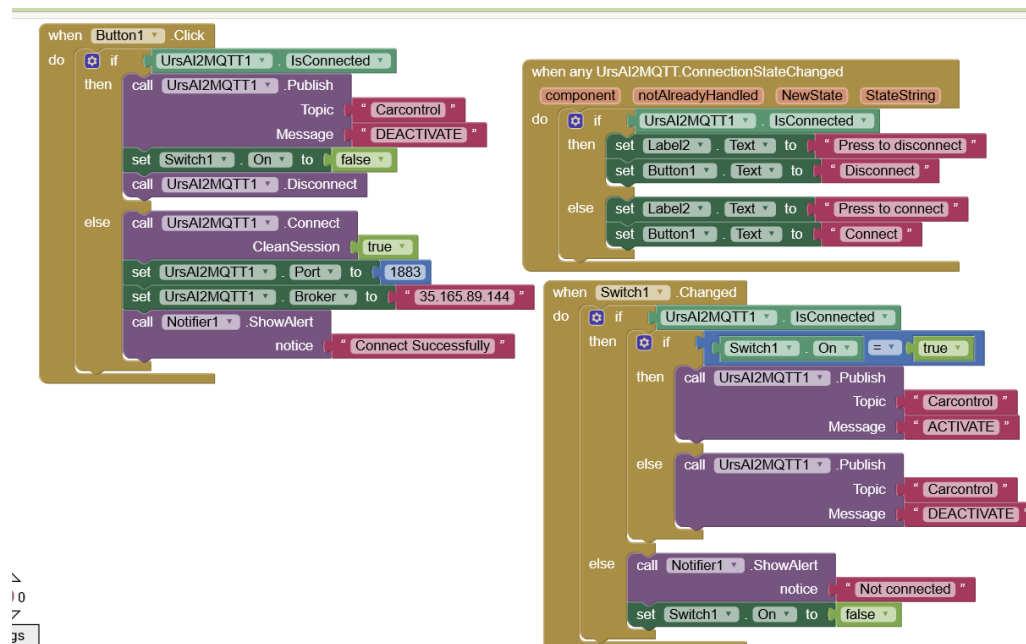 when Button1 .Click
do if UrsAI2MQTT1 . IsConnected
then call UrsAI2MQTT1 .Publish
Topic " Carcontrol "
Message " DEACTIVATE "
set Switch1 . On to false
call UrsAI2MQTT1 .Disconnect
else call UrsAI2MQTT1 .Connect
CleanSession true
set UrsAI2MQTT1 . Port to 1883
set UrsAI2MQTT1 . Broker to " 35.165.89.144 "
call Notifier1 .ShowAlert
notice " Connect Successfully "
when any UrsAI2MQTT.ConnectionStateChanged
component notAlreadyHandled NewState StateString
do if UrsAI2MQTT1 . IsConnected
then set Label2 . Text to " Press to disconnect "
set Button1 . Text to " Disconnect "
else set Label2 . Text to " Press to connect "
set Button1 . Text to " Connect "
when Switch1 .Changed
do if UrsAI2MQTT1 . IsConnected
then if Switch1 . On = true
then call UrsAI2MQTT1 .Publish
Topic " Carcontrol "
Message " ACTIVATE "
else call UrsAI2MQTT1 .Publish
Topic " Carcontrol "
Message " DEACTIVATE "
else call Notifier1 .ShowAlert
notice " Not connected "
set Switch1 . On to false
0
gs